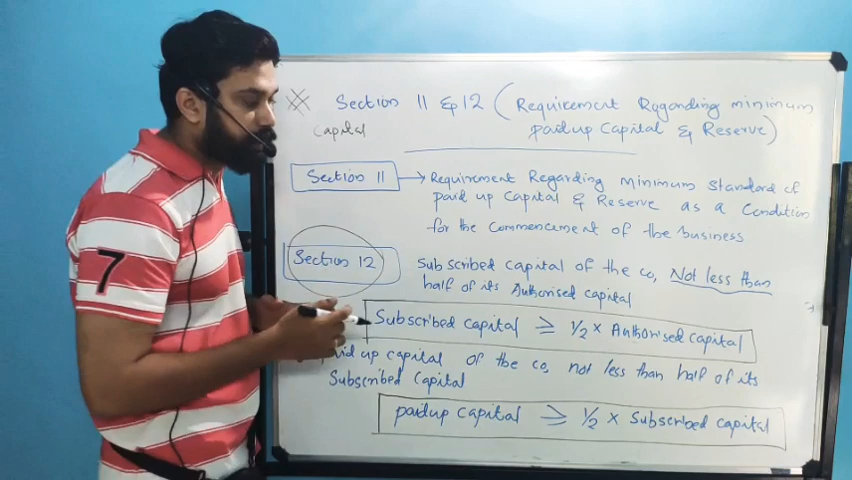 Section 11 & 12 (Requirement Regarding minimum
paid up Capital & Reserve)
Capital
Section 11 → Requirement Regarding Minimum Standard of
paid up Capital & Reserve as a Condition
for the Commencement of the business
Section 12
Subscribed capital of the co, Not less than
half of its Authorised capital
Subscribed capital ≥ 1/2 × Authorised capital
capital of the co, not less than half of its
Subscribed Capital
paidup capital ≥ 1/2 × Subscribed capital
7